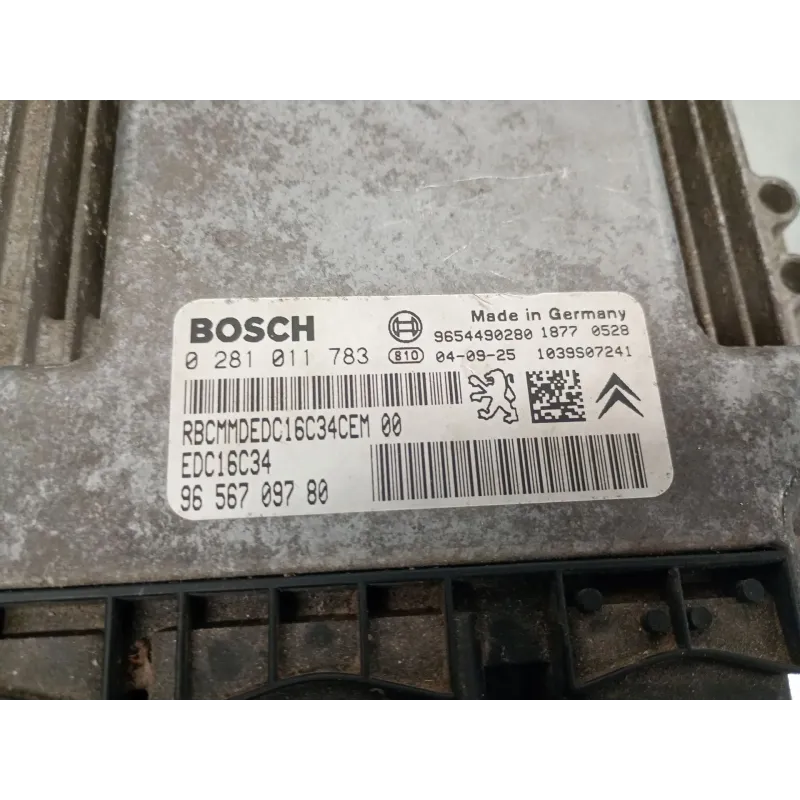 BOSCH
Made in Germany
9654490280 1877 0528
0 281 011 783 810 04-09-25 1039S07241
RBCMMDEDC16C34CEM 00
EDC16C34
96 567 097 80